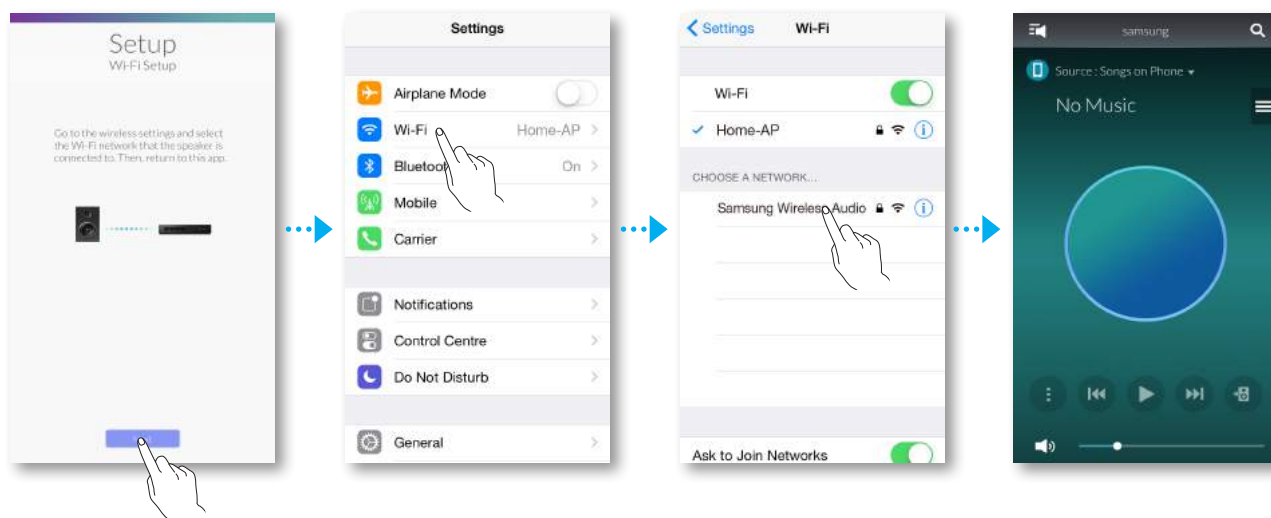 Setup
Wi-Fi Setup
Go to the wireless settings and select
the Wi-Fi network that the speaker is
connected to. Then, return to this app.
Settings
Airplane Mode
Wi-Fi
Home-AP
Bluetoo
On
Mobile
Carrier
Notifications
Control Centre
Do Not Disturb
General
Settings
Wi-Fi
Wi-Fi
Home-AP
CHOOSE A NETWORK...
Samsung Wireless Audio
Ask to Join Networks
samsung
Source : Songs on Phone
No Music